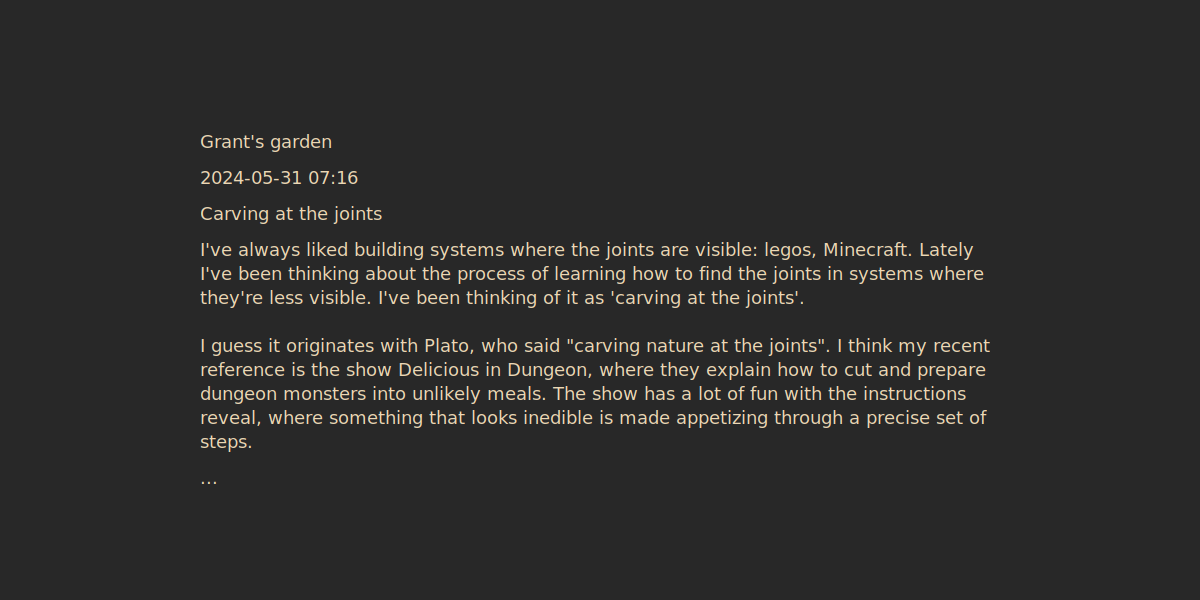 Grant's garden
2024-05-31 07:16
Carving at the joints
I've always liked building systems where the joints are visible: legos, Minecraft. Lately
I've been thinking about the process of learning how to find the joints in systems where
they're less visible. I've been thinking of it as 'carving at the joints'.
I guess it originates with Plato, who said "carving nature at the joints". I think my recent
reference is the show Delicious in Dungeon, where they explain how to cut and prepare
dungeon monsters into unlikely meals. The show has a lot of fun with the instructions
reveal, where something that looks inedible is made appetizing through a precise set of
steps.
...